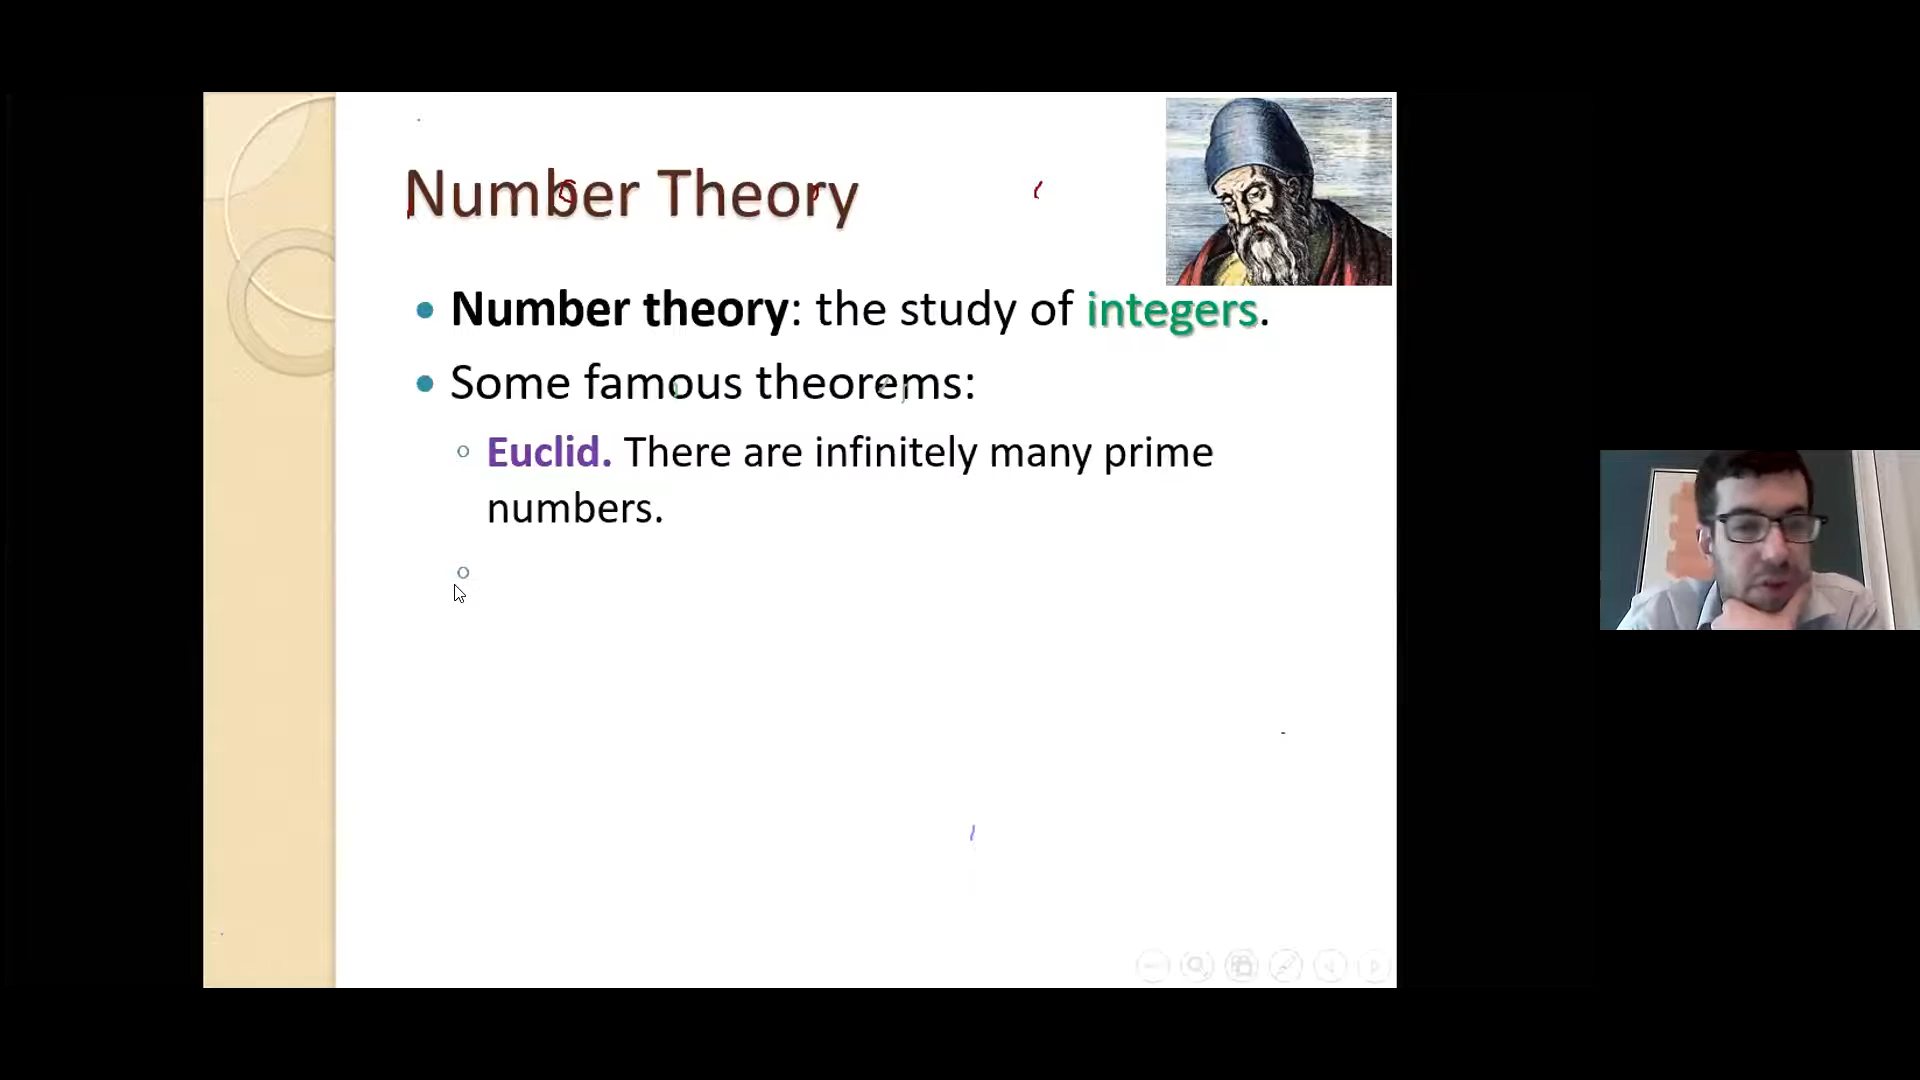 Number Theory
Number theory: the study of integers.
Some famous theorems:
Euclid. There are infinitely many prime
numbers.